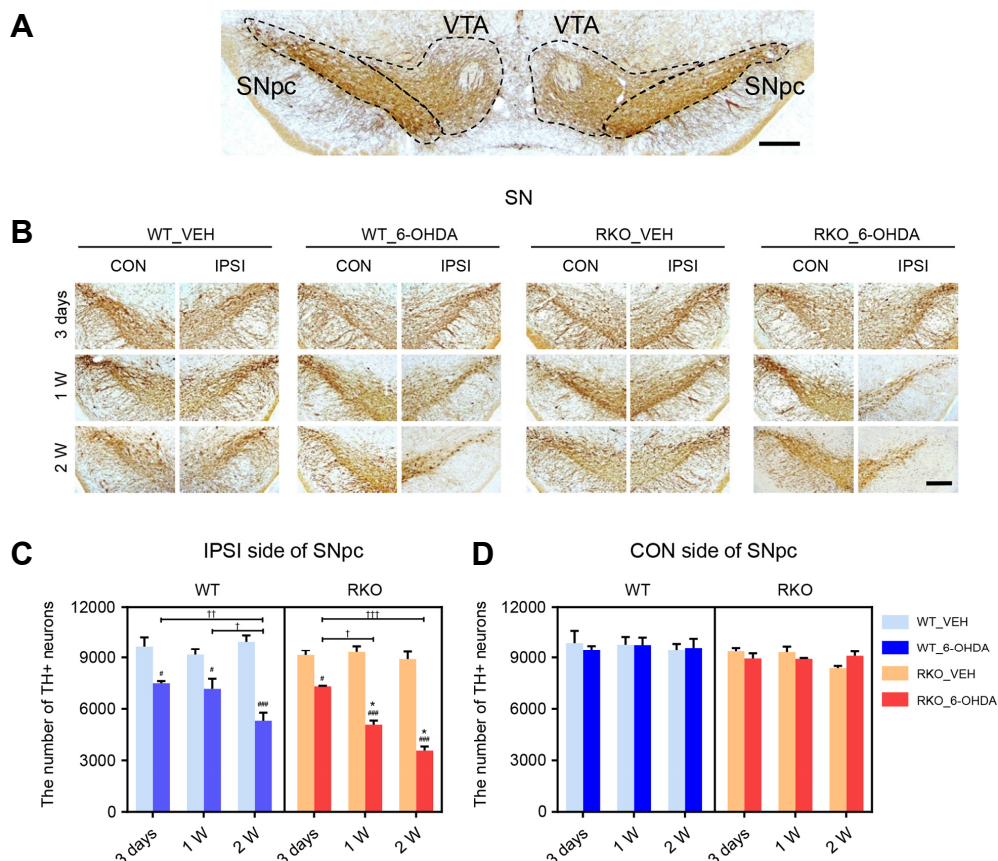 A
VTA VTA
SNpc SNpc
SN
B
WT_VEH WT_6-OHDA RKO_VEH RKO_6-OHDA
CON IPSI CON IPSI CON IPSI CON IPSI
3 days
1 W
2 W
C
IPSI side of SNpc
WT RKO
The number of TH+ neurons
12000
9000
6000
3000
0
†† †
††† †
# # ###
# * ### * ###
3 days 1 W 2 W 3 days 1 W 2 W
D
CON side of SNpc
WT RKO
The number of TH+ neurons
12000
9000
6000
3000
0
3 days 1 W 2 W 3 days 1 W 2 W
WT_VEH
WT_6-OHDA
RKO_VEH
RKO_6-OHDA